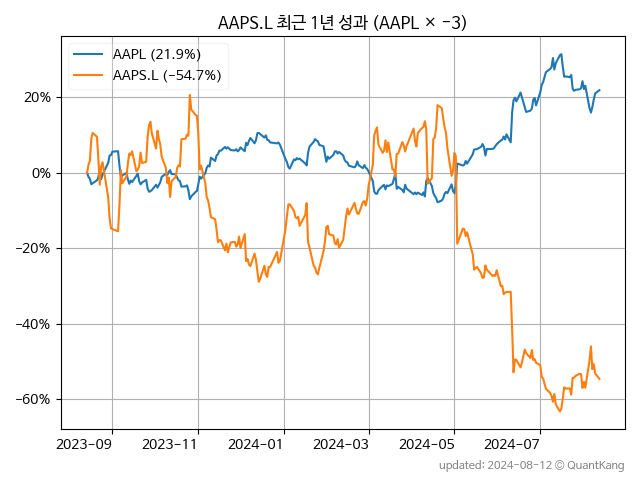 AAPS.L 최근 1년 성과 (AAPL × −3)
AAPL (21.9%)
AAPS.L (−54.7%)
20%
0%
−20%
−40%
−60%
2023−09 2023−11 2024−01 2024−03 2024−05 2024−07
updated: 2024-08-12 © QuantKang